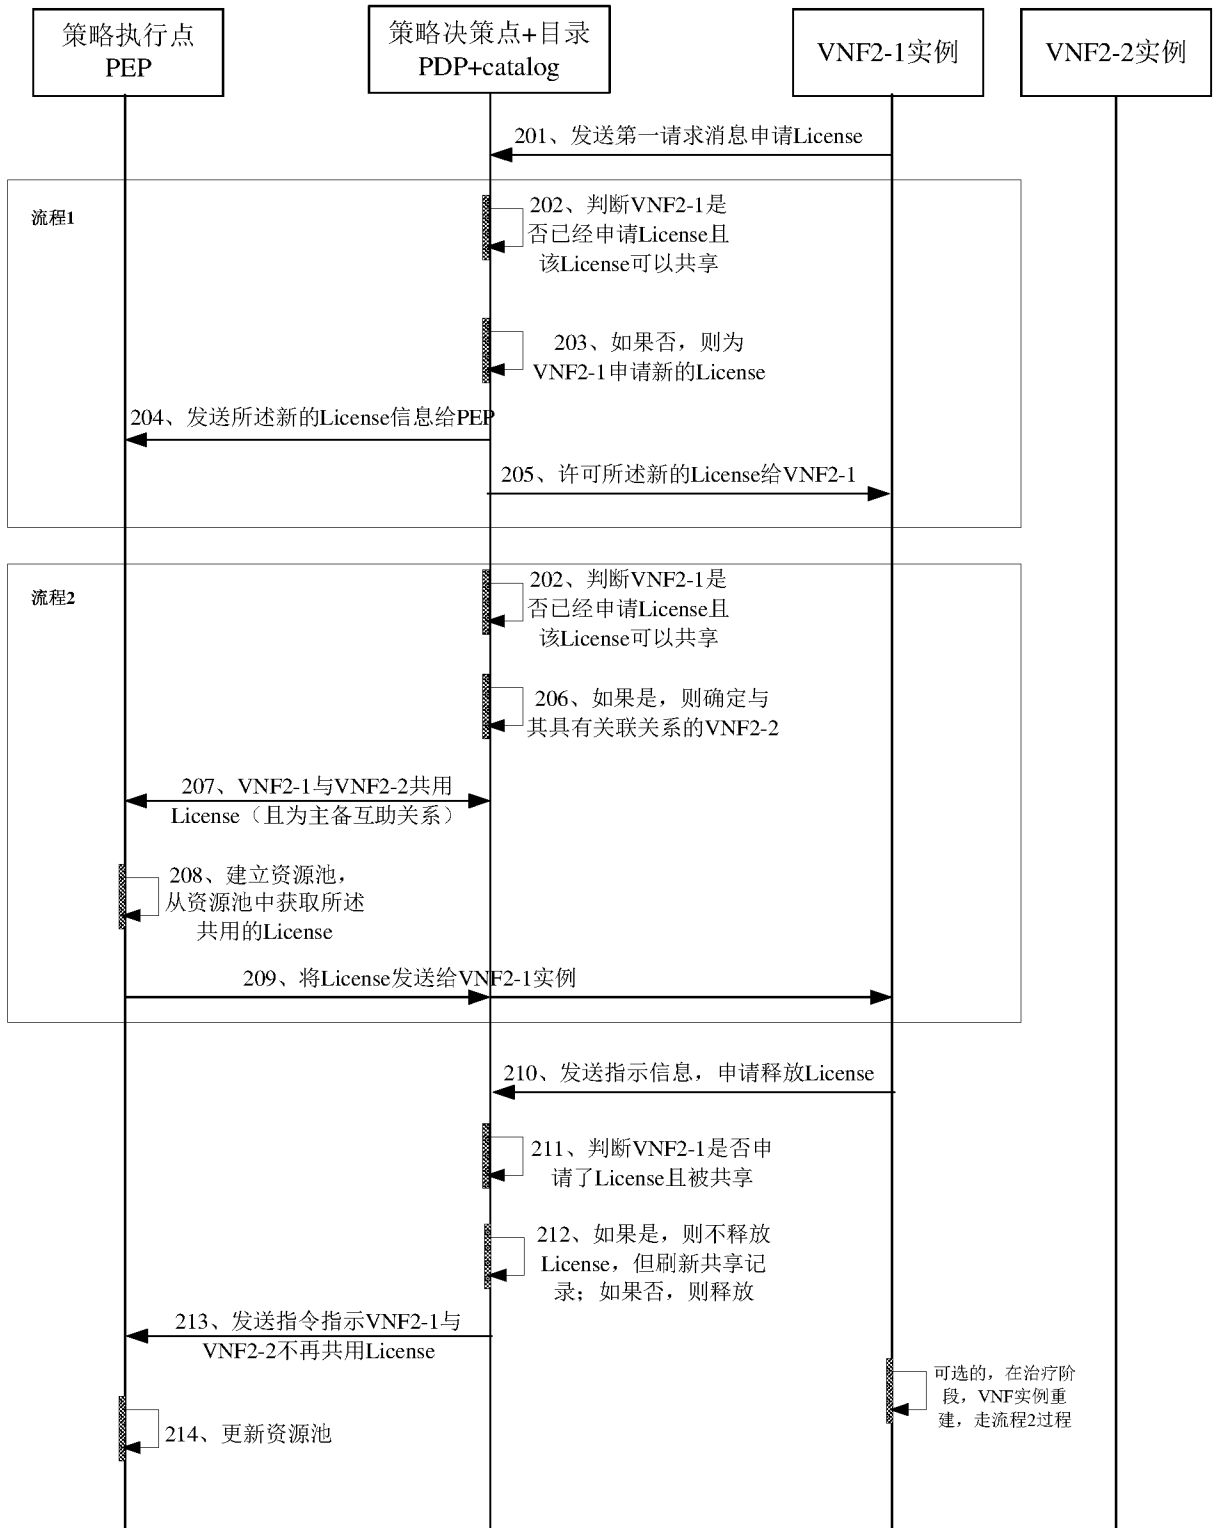 策略执行点
PEP
策略决策点+目录
PDP+catalog
VNF2-1实例
VNF2-2实例
201、发送第一请求消息申请License
流程1
202、判断VNF2-1是
否已经申请License且
该License可以共享
203、如果否，则为
VNF2-1申请新的License
204、发送所述新的License信息给PEP
205、许可所述新的License给VNF2-1
流程2
202、判断VNF2-1是
否已经申请License且
该License可以共享
206、如果是，则确定与
其具有关联关系的VNF2-2
207、VNF2-1与VNF2-2共用
License（且为主备互助关系）
208、建立资源池，
从资源池中获取所述
共用的License
209、将License发送给VNF2-1实例
210、发送指示信息，申请释放License
211、判断VNF2-1是否申
请了License且被共享
212、如果是，则不释放
License，但刷新共享记
录；如果否，则释放
213、发送指令指示VNF2-1与
VNF2-2不再共用License
可选的，在治疗阶
段，VNF实例重
建，走流程2过程
214、更新资源池